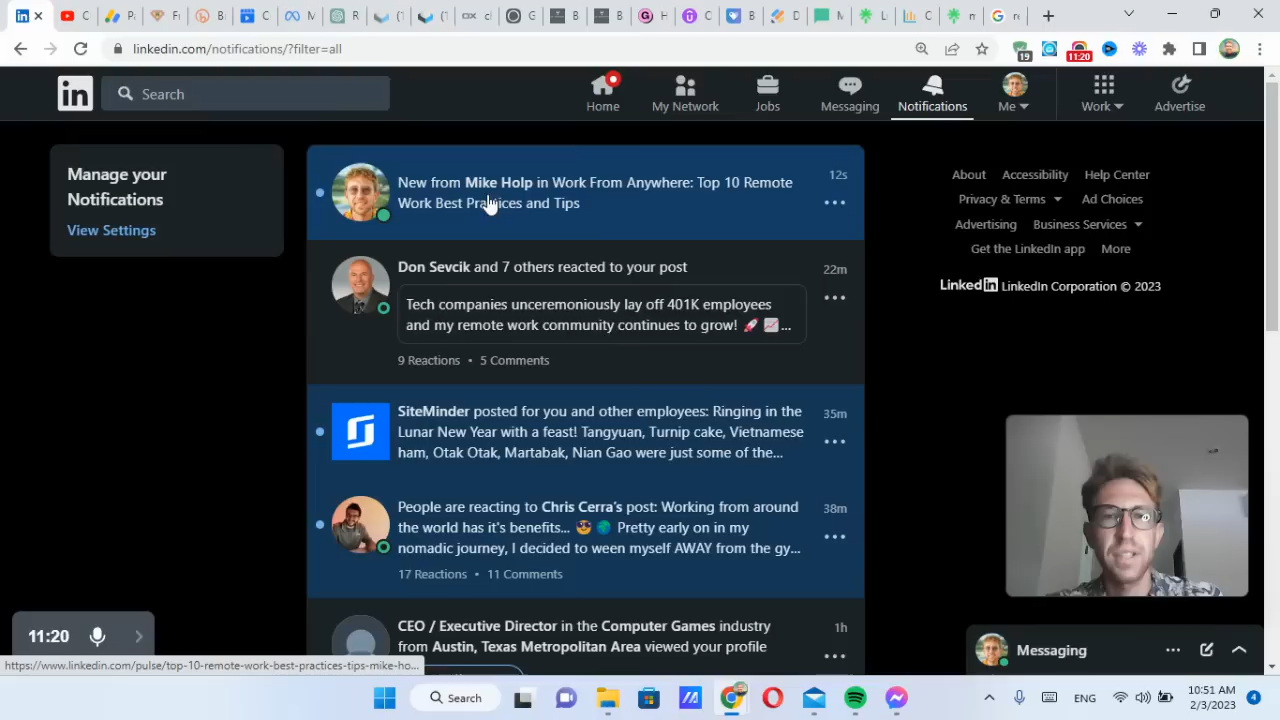 linkedin.com/notifications/?filter=all
19
11:20
in
Search
Home
My Network
Jobs
Messaging
Notifications
Me
Work
Advertise
Manage your
Notifications
View Settings
New from Mike Holp in Work From Anywhere: Top 10 Remote
Work Best Practices and Tips
12s
Don Sevcik and 7 others reacted to your post
22m
Tech companies unceremoniously lay off 401K employees
and my remote work community continues to grow! 🚀 📈...
9 Reactions • 5 Comments
SiteMinder posted for you and other employees: Ringing in the
Lunar New Year with a feast! Tangyuan, Turnip cake, Vietnamese
ham, Otak Otak, Martabak, Nian Gao were just some of the...
35m
People are reacting to Chris Cerra's post: Working from around
the world has it's benefits... 😎 🌍 Pretty early on in my
nomadic journey, I decided to ween myself AWAY from the gy...
38m
17 Reactions • 11 Comments
CEO / Executive Director in the Computer Games industry
from Austin, Texas Metropolitan Area viewed your profile
1h
About Accessibility Help Center
Privacy & Terms Ad Choices
Advertising Business Services
Get the LinkedIn app More
Linkedin LinkedIn Corporation © 2023
11:20
Messaging
https://www.linkedin.com/pulse/top-10-remote-work-best-practices-tips-mike-ho...
Search
ENG
10:51 AM
2/3/2023
4